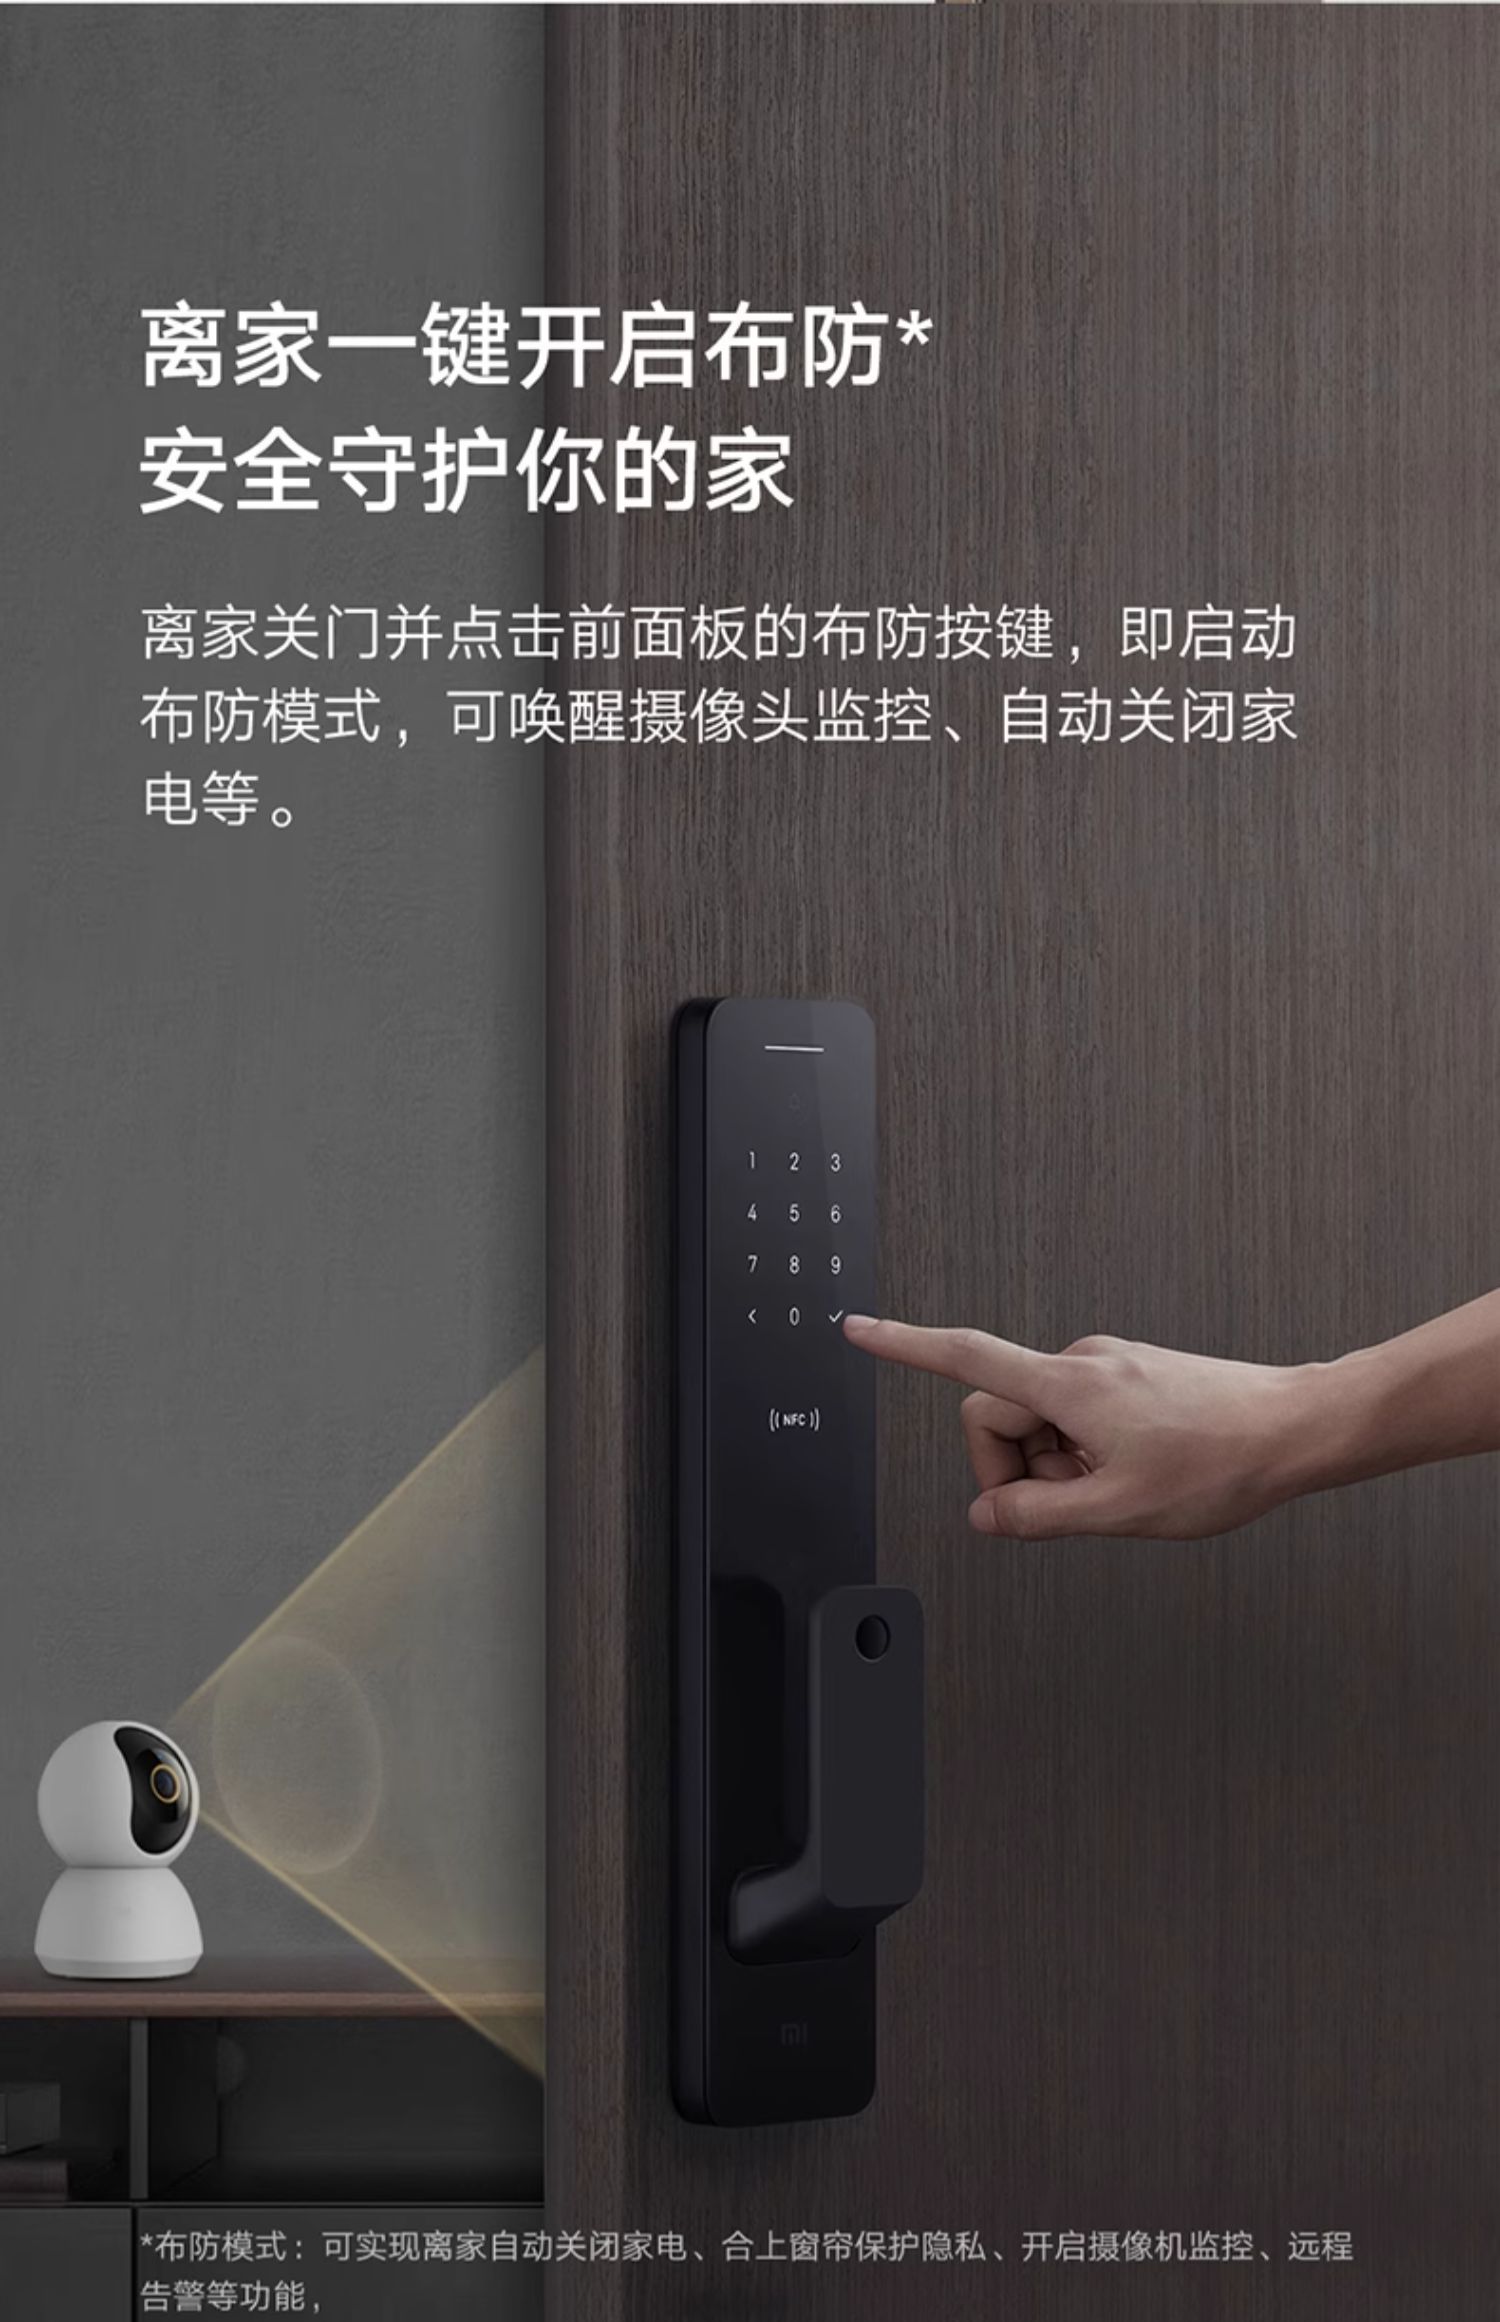 离家一键开启布防*
安全守护你的家
离家关门并点击前面板的布防按键，即启动
布防模式，可唤醒摄像头监控、自动关闭家
电等。
1 2 3
4 5 6
7 8 9
< 0 ✓
((NFC))
mi
*布防模式：可实现离家自动关闭家电、合上窗帘保护隐私、开启摄像机监控、远程
告警等功能，